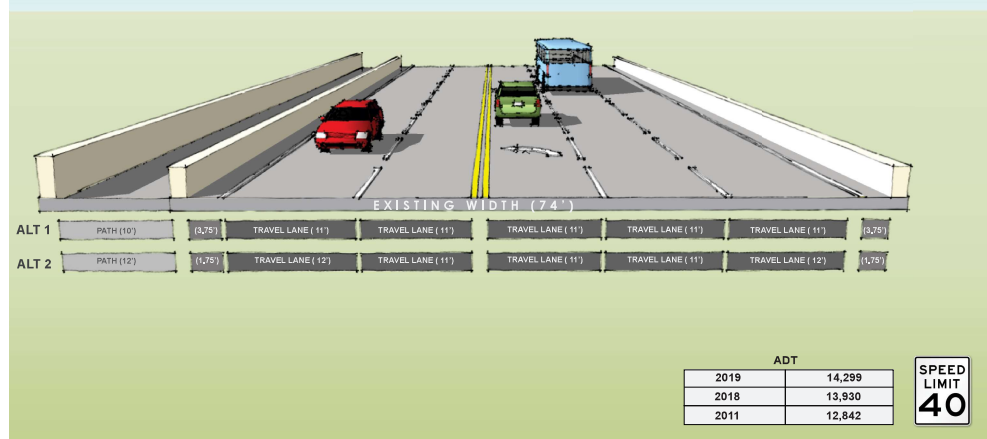 EXISTING WIDTH (74')
ALT 1 PATH (10') (3.75') TRAVEL LANE ( 11') TRAVEL LANE ( 11') TRAVEL LANE ( 11') TRAVEL LANE ( 11') TRAVEL LANE ( 11') (3.75')
ALT 2 PATH (12') (1.75') TRAVEL LANE ( 12') TRAVEL LANE ( 11') TRAVEL LANE ( 11') TRAVEL LANE ( 11') TRAVEL LANE ( 12') (1.75')
ADT
2019 14,299
2018 13,930
2011 12,842
SPEED
LIMIT
40